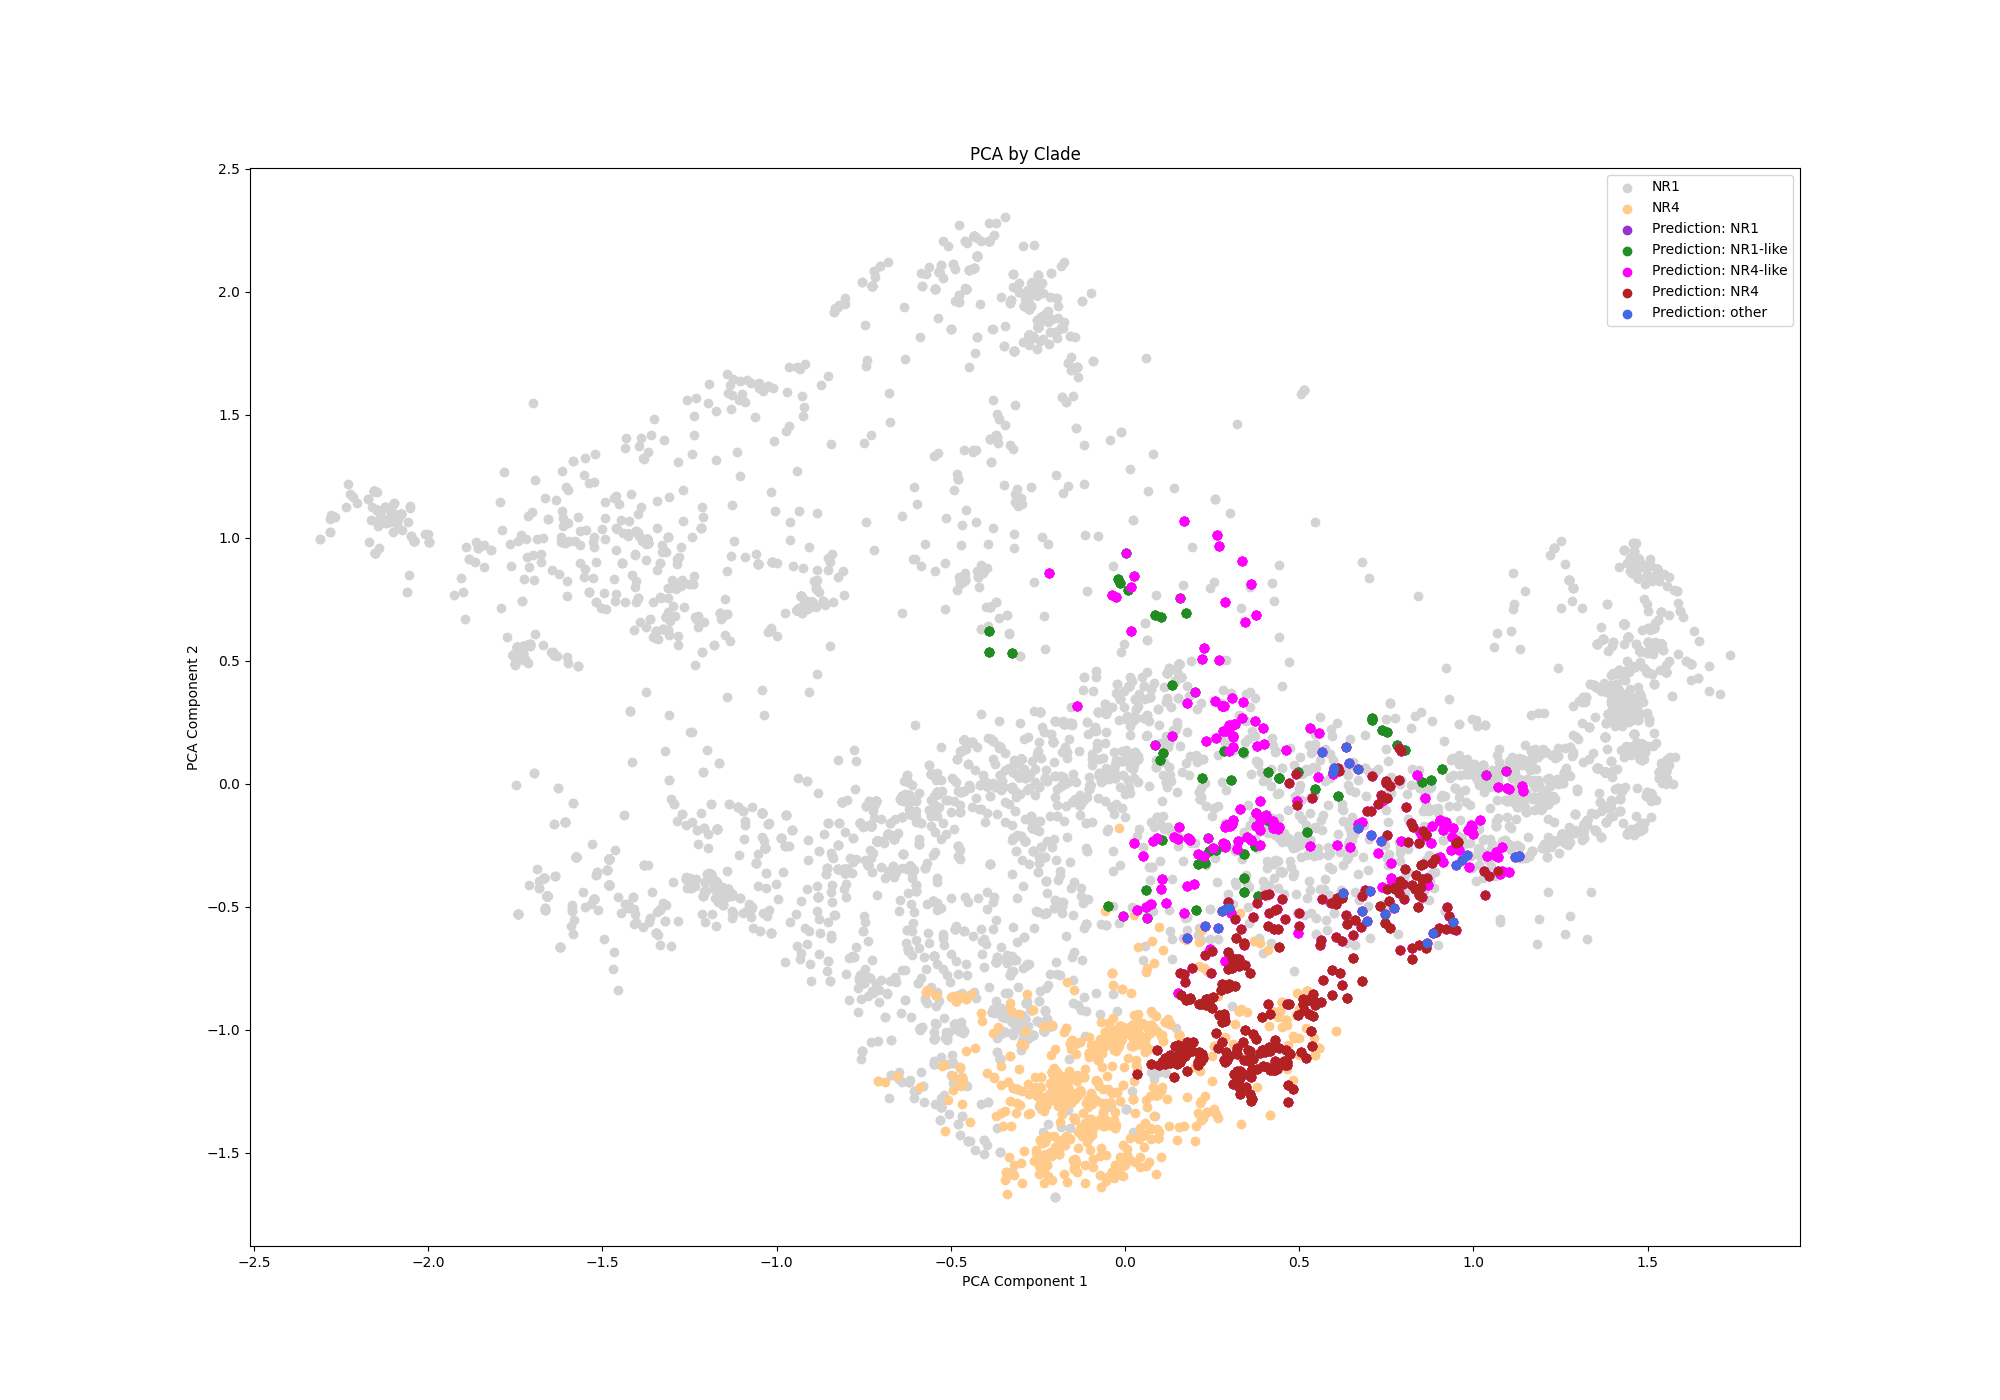 PCA by Clade
2.5
2.0
1.5
1.0
0.5
0.0
−0.5
−1.0
−1.5
PCA Component 2
NR1
NR4
Prediction: NR1
Prediction: NR1-like
Prediction: NR4-like
Prediction: NR4
Prediction: other
−2.5 −2.0 −1.5 −1.0 −0.5 0.0 0.5 1.0 1.5
PCA Component 1